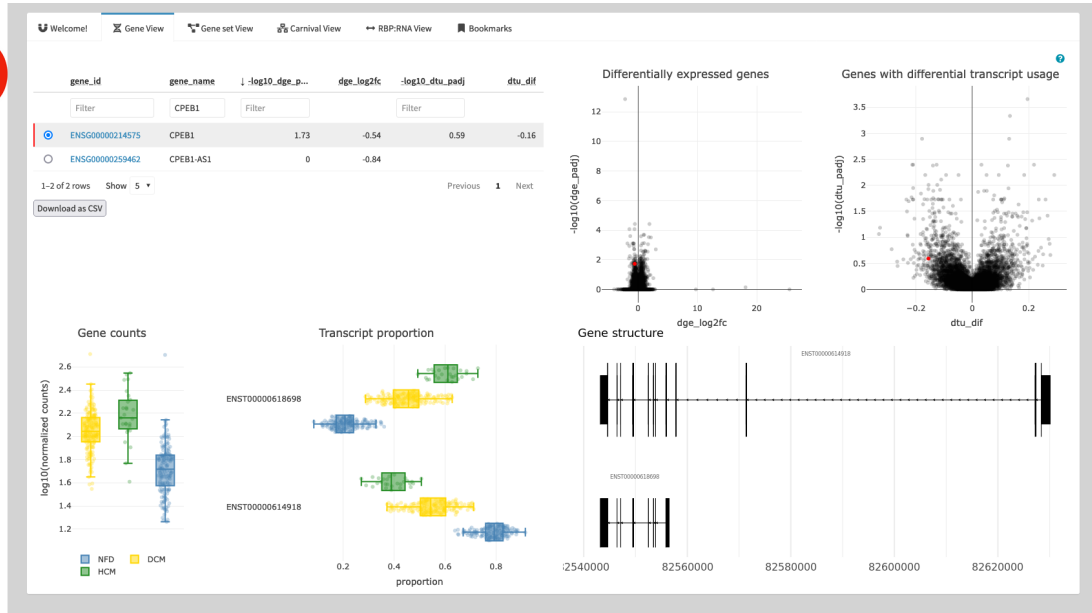 Welcome! Gene View Gene set View Carnival View RBP:RNA View Bookmarks
gene_id gene_name ↓ -log10_dge_p... dge_log2fc -log10_dtu_padj dtu_dif
Filter CPEB1 Filter Filter
ENSG00000214575 CPEB1 1.73 -0.54 0.59 -0.16
ENSG00000259462 CPEB1-AS1 0 -0.84
1–2 of 2 rows Show 5 Previous 1 Next
Download as CSV
?
Differentially expressed genes
-log10(dge_padj)
12
10
8
6
4
2
0
0 10 20
dge_log2fc
Genes with differential transcript usage
-log10(dtu_padj)
3.5
3
2.5
2
1.5
1
0.5
0
−0.2 0 0.2
dtu_dif
Gene counts
log10(normalized counts)
2.6
2.4
2.2
2
1.8
1.6
1.4
1.2
NFD DCM
HCM
Transcript proportion
ENST00000618698
ENST00000614918
0.2 0.4 0.6 0.8
proportion
Gene structure
ENST00000614918
ENST00000618698
82540000 82560000 82580000 82600000 82620000